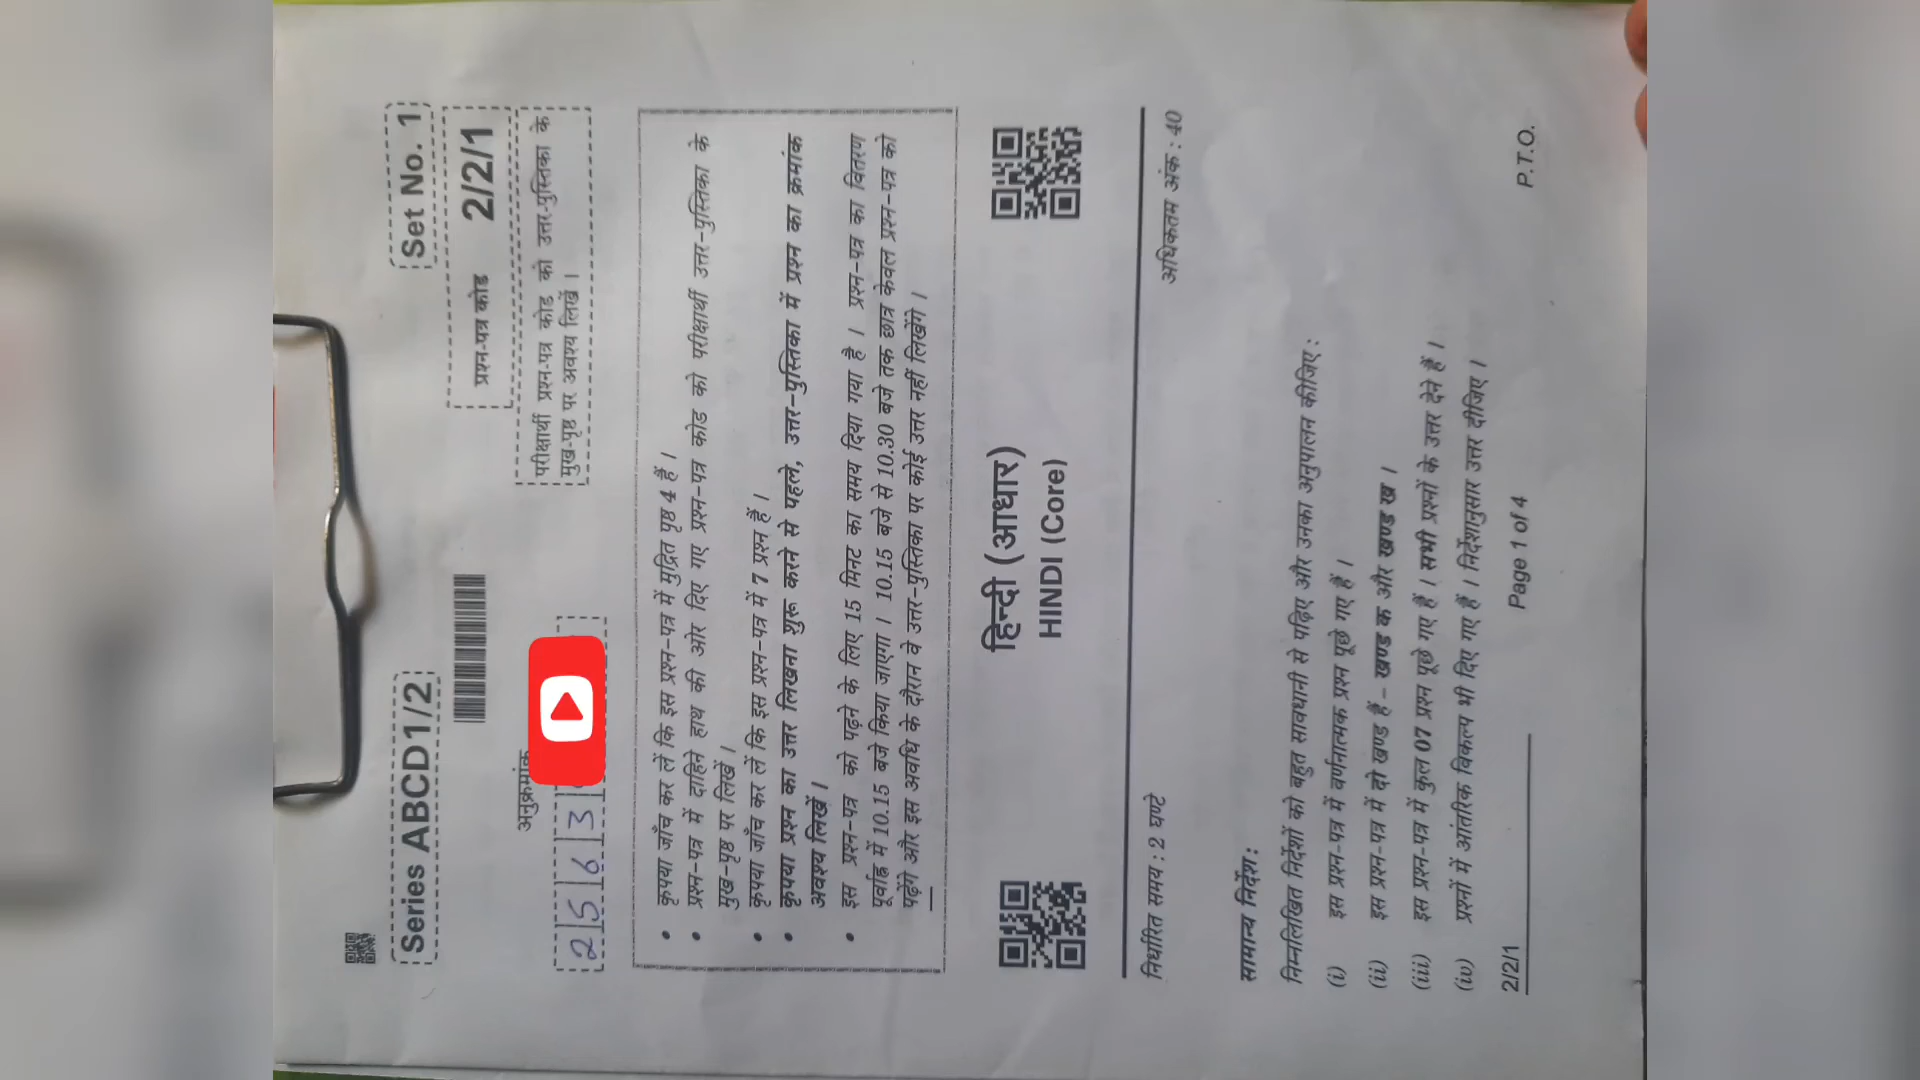 Series ABCD1/2
Set No. 1
प्रश्न-पत्र कोड 2/2/1
अनुक्रमांक
2 5 6 3
परीक्षार्थी प्रश्न-पत्र कोड को उत्तर-पुस्तिका के
मुख-पृष्ठ पर अवश्य लिखें ।
• कृपया जाँच कर लें कि इस प्रश्न-पत्र में मुद्रित पृष्ठ 4 हैं ।
• प्रश्न-पत्र में दाहिने हाथ की ओर दिए गए प्रश्न-पत्र कोड को परीक्षार्थी उत्तर-पुस्तिका के
मुख-पृष्ठ पर लिखें ।
• कृपया जाँच कर लें कि इस प्रश्न-पत्र में 7 प्रश्न हैं ।
• कृपया प्रश्न का उत्तर लिखना शुरू करने से पहले, उत्तर-पुस्तिका में प्रश्न का क्रमांक
अवश्य लिखें ।
• इस प्रश्न-पत्र को पढ़ने के लिए 15 मिनट का समय दिया गया है । प्रश्न-पत्र का वितरण
पूर्वाह्न में 10.15 बजे किया जाएगा । 10.15 बजे से 10.30 बजे तक छात्र केवल प्रश्न-पत्र को
पढ़ेंगे और इस अवधि के दौरान वे उत्तर-पुस्तिका पर कोई उत्तर नहीं लिखेंगे ।
हिन्दी (आधार)
HINDI (Core)
निर्धारित समय : 2 घण्टे
अधिकतम अंक : 40
सामान्य निर्देश :
निम्नलिखित निर्देशों को बहुत सावधानी से पढ़िए और उनका अनुपालन कीजिए :
(i) इस प्रश्न-पत्र में वर्णनात्मक प्रश्न पूछे गए हैं ।
(ii) इस प्रश्न-पत्र में दो खण्ड हैं – खण्ड क और खण्ड ख ।
(iii) इस प्रश्न-पत्र में कुल 07 प्रश्न पूछे गए हैं । सभी प्रश्नों के उत्तर देने हैं ।
(iv) प्रश्नों में आंतरिक विकल्प भी दिए गए हैं । निर्देशानुसार उत्तर दीजिए ।
2/2/1
Page 1 of 4
P.T.O.